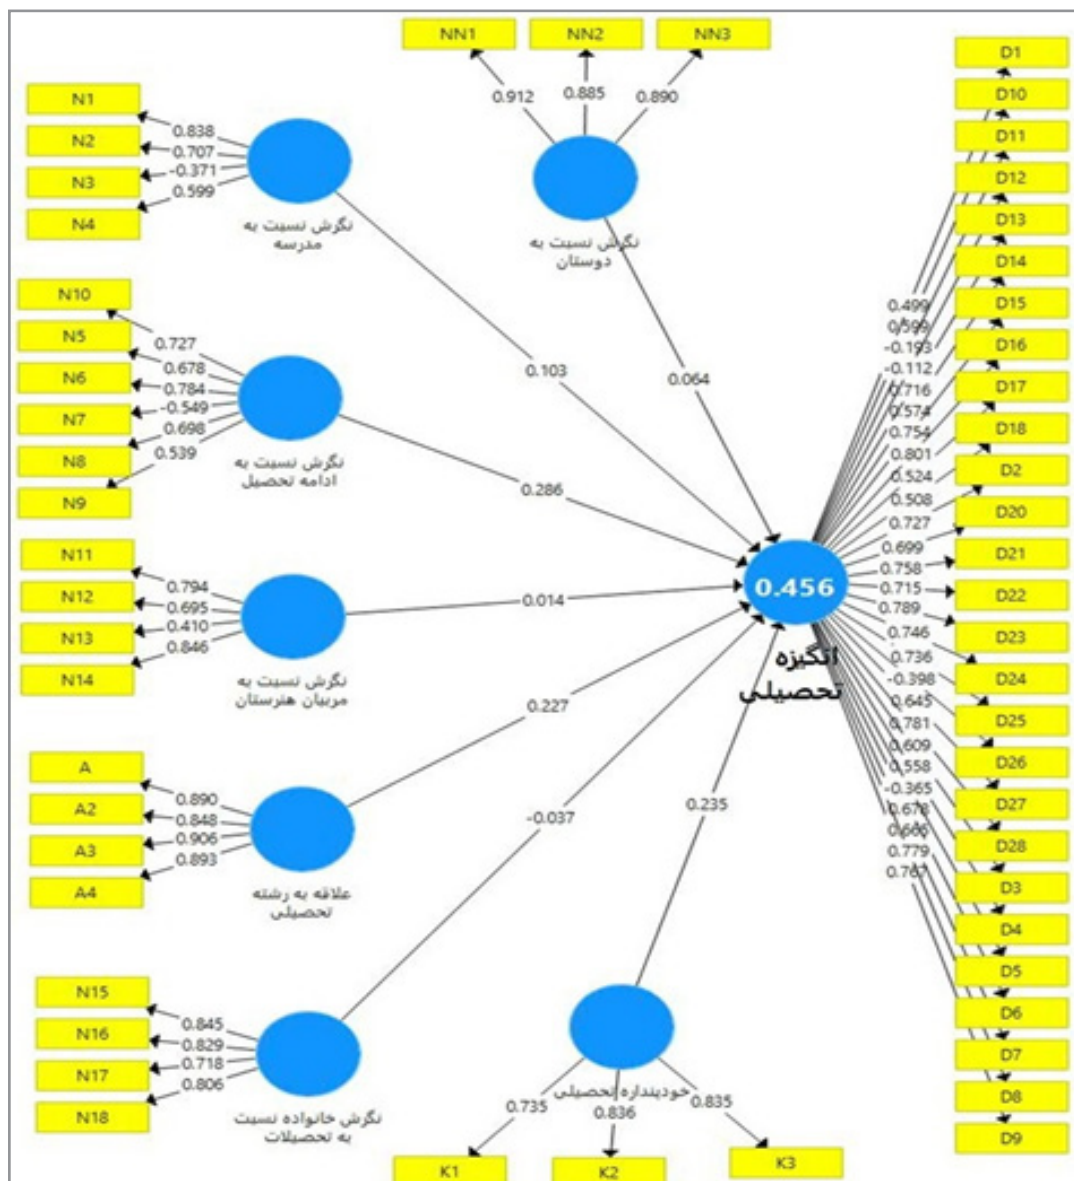 NN1
NN2
NN3
0.912
0.885
0.890
نگرش نسبت به
دوستان
0.064
N1
N2
N3
N4
0.838
0.707
-0.371
0.599
نگرش نسبت به
مدرسه
0.103
N10
N5
N6
N7
N8
N9
0.727
0.678
0.784
-0.549
0.698
0.539
نگرش نسبت به
ادامه تحصیل
0.286
N11
N12
N13
N14
0.794
0.695
0.410
0.846
نگرش نسبت به
مربیان هنرستان
0.014
A
A2
A3
A4
0.890
0.848
0.906
0.893
علاقه به رشته
تحصیلی
0.227
N15
N16
N17
N18
0.845
0.829
0.718
0.806
نگرش خانواده نسبت
به تحصیلات
-0.037
خودپنداره تحصیلی
0.235
0.735
0.836
0.835
K1
K2
K3
0.456
انگیزه
تحصیلی
0.499
0.599
-0.193
-0.112
0.716
0.574
0.754
0.801
0.524
0.508
0.727
0.699
0.758
0.715
0.789
0.746
0.736
-0.398
0.645
0.781
0.609
0.558
-0.365
0.678
0.665
0.779
0.767
D1
D10
D11
D12
D13
D14
D15
D16
D17
D18
D2
D20
D21
D22
D23
D24
D25
D26
D27
D28
D3
D4
D5
D6
D7
D8
D9